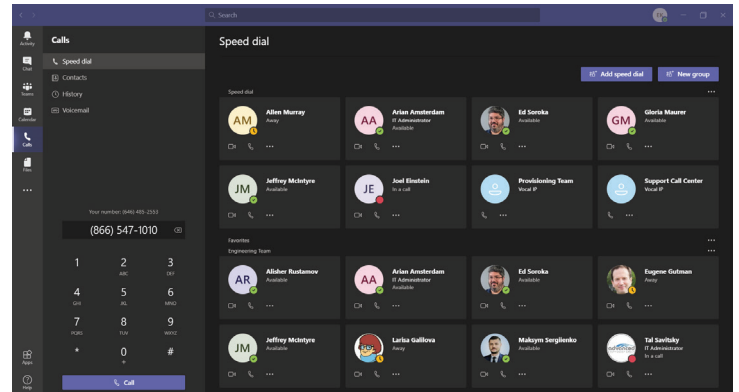 Search
Activity
Chat
Teams
Calendar
Calls
Files
Apps
Help
Calls
Speed dial
Contacts
History
Voicemail
Your number: (646) 485-2553
(866) 547-1010
1
2
ABC
3
DEF
4
GHI
5
JKL
6
MNO
7
PQRS
8
TUV
9
WXYZ
*
0
+
#
Call
Speed dial
Add speed dial
New group
Speed dial
AM
Allen Murray
Away
AA
Arian Amsterdam
IT Administrator
Available
Ed Soroka
Available
GM
Gloria Maurer
Available
JM
Jeffrey McIntyre
Available
JE
Joel Einstein
In a call
Provisioning Team
Vocal IP
Support Call Center
Vocal IP
Favorites
Engineering Team
AR
Alisher Rustamov
Available
AA
Arian Amsterdam
IT Administrator
Available
Ed Soroka
Available
Eugene Gutman
Away
JM
Jeffrey McIntyre
Available
Larisa Galilova
Away
Maksym Sergiienko
Available
Tal Savitsky
IT Administrator
In a call